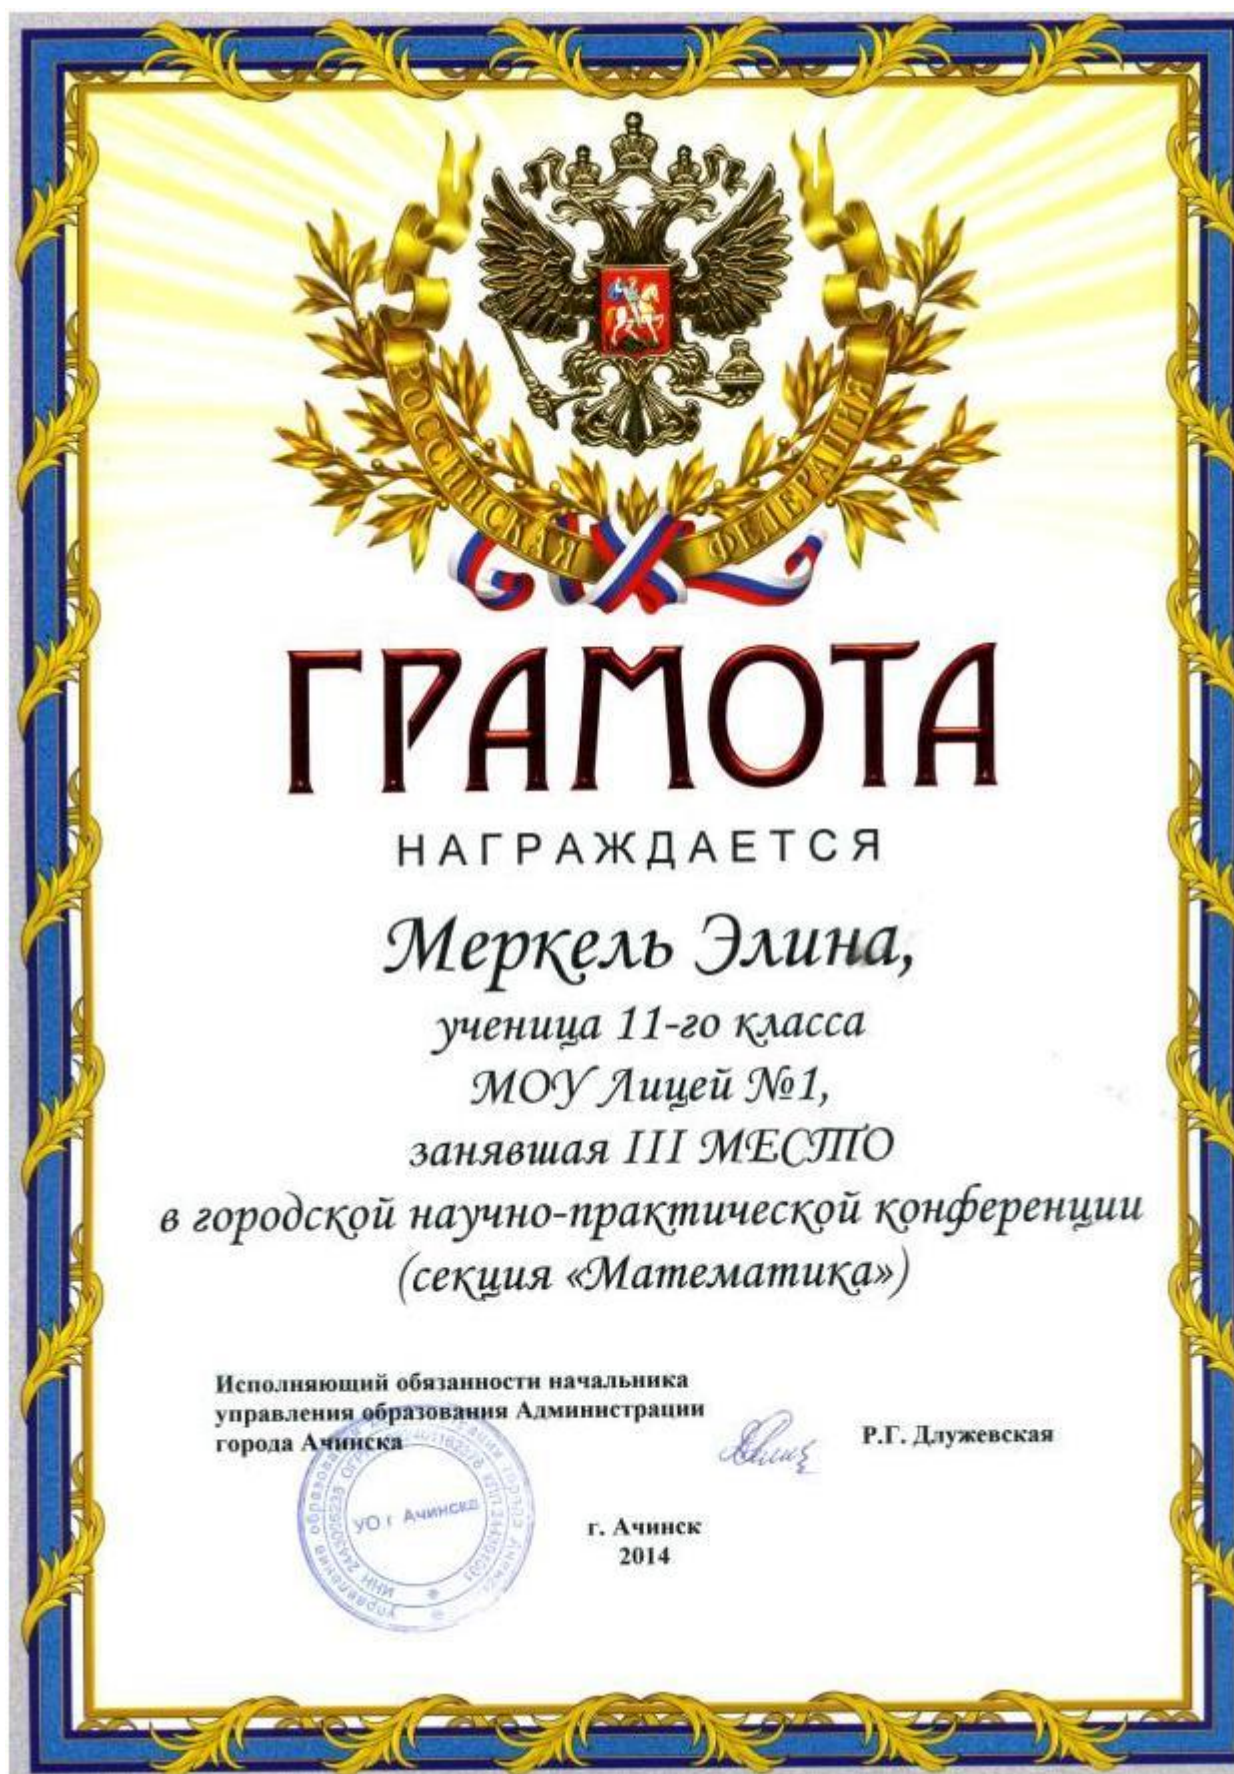 РОССИЙСКАЯ ФЕДЕРАЦИЯ
ГРАМОТА
НАГРАЖДАЕТСЯ
Меркель Элина,
ученица 11-го класса
МОУ Лицей №1,
занявшая III МЕСТО
в городской научно-практической конференции
(секция «Математика»)
Исполняющий обязанности начальника
управления образования Администрации
города Ачинска
Р.Г. Длужевская
УО г Ачинска
г. Ачинск
2014